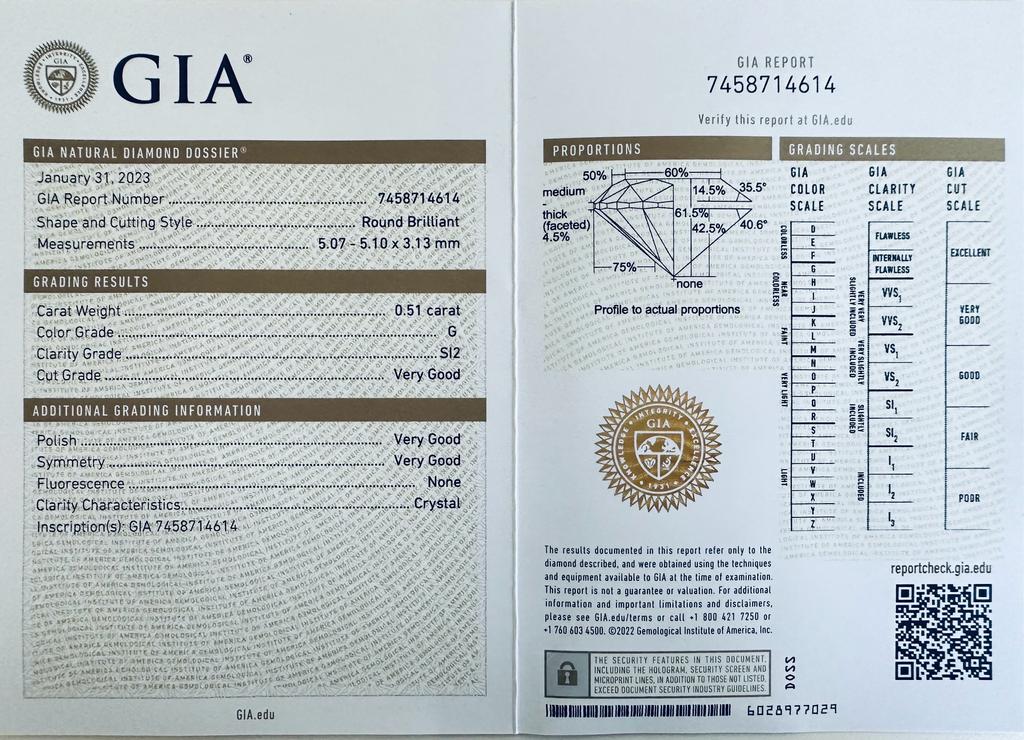 GIA®
GIA NATURAL DIAMOND DOSSIER®
January 31, 2023
GIA Report Number 7458714614
Shape and Cutting Style Round Brilliant
Measurements 5.07 - 5.10 x 3.13 mm
GRADING RESULTS
Carat Weight 0.51 carat
Color Grade G
Clarity Grade SI2
Cut Grade Very Good
ADDITIONAL GRADING INFORMATION
Polish Very Good
Symmetry Very Good
Fluorescence None
Clarity Characteristics Crystal
Inscription(s): GIA 7458714614
GIA.edu
GIA REPORT
7458714614
Verify this report at GIA.edu
PROPORTIONS
50%
60%
medium
-
thick
(faceted)
4.5%
14.5%
35.5°
61.5%
42.5%
40.6°
75%
none
Profile to actual proportions
KNOWLEDGE INTEGRITY EXCELLENCE
GIA
1931
The results documented in this report refer only to the
diamond described, and were obtained using the techniques
and equipment available to GIA at the time of examination.
This report is not a guarantee or valuation. For additional
information and important limitations and disclaimers,
please see GIA.edu/terms or call +1 800 421 7250 or
+1 760 603 4500. ©2022 Gemological Institute of America, Inc.
THE SECURITY FEATURES IN THIS DOCUMENT,
INCLUDING THE HOLOGRAM, SECURITY SCREEN AND
MICROPRINT LINES, IN ADDITION TO THOSE NOT LISTED,
EXCEED DOCUMENT SECURITY INDUSTRY GUIDELINES.
6028977029
GRADING SCALES
GIA
COLOR
SCALE
COLORLESS
D
E
F
NEAR COLORLESS
G
H
I
J
FAINT
K
L
M
VERY LIGHT
N
O
P
Q
R
LIGHT
S
T
U
V
W
X
Y
Z
GIA
CLARITY
SCALE
FLAWLESS
INTERNALLY
FLAWLESS
VERY VERY
SLIGHTLY INCLUDED
VVS1
VVS2
VERY SLIGHTLY
INCLUDED
VS1
VS2
SLIGHTLY
INCLUDED
SI1
SI2
INCLUDED
I1
I2
I3
GIA
CUT
SCALE
EXCELLENT
VERY
GOOD
GOOD
FAIR
POOR
reportcheck.gia.edu